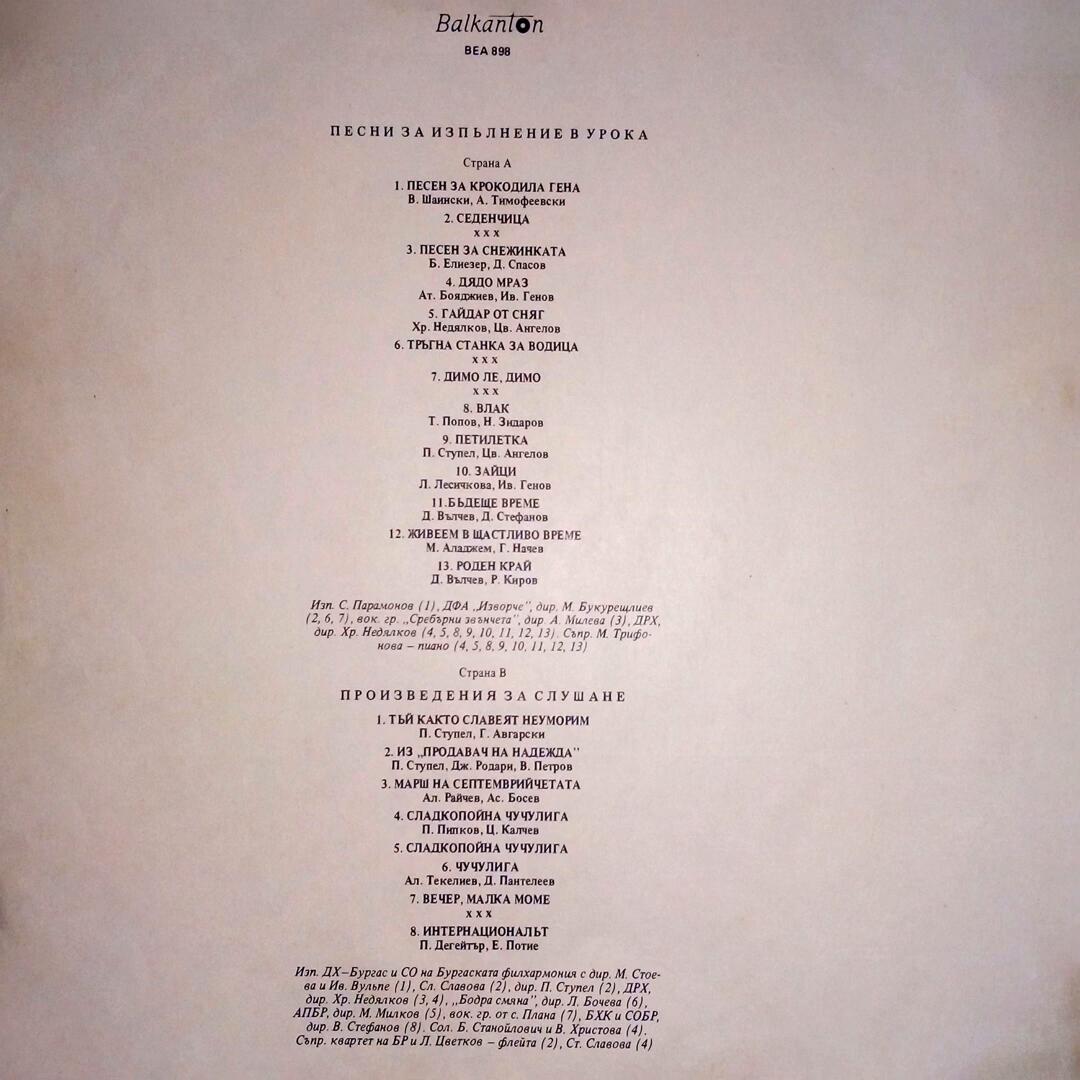 Balkanton
ВЕА 898
ПЕСНИ ЗА ИЗПЪЛНЕНИЕ В УРОКА
Страна А
1. ПЕСЕН ЗА КРОКОДИЛА ГЕНА
В. Шаински, А. Тимофеевски
2. СЕДЕНЧИЦА
х х х
3. ПЕСЕН ЗА СНЕЖИНКАТА
Б. Елиезер, Д. Спасов
4. ДЯДО МРАЗ
Ат. Бояджиев, Ив. Генов
5. ГАЙДАР ОТ СНЯГ
Хр. Недялков, Цв. Ангелов
6. ТРЪГНА СТАНКА ЗА ВОДИЦА
х х х
7. ДИМО ЛЕ, ДИМО
х х х
8. ВЛАК
Т. Попов, Н. Зидаров
9. ПЕТИЛЕТКА
П. Ступел, Цв. Ангелов
10. ЗАЙЦИ
Л. Лесичкова, Ив. Генов
11.БЪДЕЩЕ ВРЕМЕ
Д. Вълчев, Д. Стефанов
12. ЖИВЕЕМ В ЩАСТЛИВО ВРЕМЕ
М. Аладжем, Г. Начев
13. РОДЕН КРАЙ
Д. Вълчев, Р. Киров
Изп. С. Парамонов (1), ДФА „Изворче", дир. М. Букурещлиев
(2, 6, 7), вок. гр. „Сребърни звънчета", дир. А. Милева (3), ДРХ,
дир. Хр. Недялков (4, 5, 8, 9, 10, 11, 12, 13). Съпр. М. Трифо-
нова – пиано (4, 5, 8, 9, 10, 11, 12, 13)
Страна В
ПРОИЗВЕДЕНИЯ ЗА СЛУШАНЕ
1. ТЪЙ КАКТО СЛАВЕЯТ НЕУМОРИМ
П. Ступел, Г. Авгарски
2. ИЗ „ПРОДАВАЧ НА НАДЕЖДА"
П. Ступел, Дж. Родари, В. Петров
3. МАРШ НА СЕПТЕМВРИЙЧЕТАТА
Ал. Райчев, Ас. Босев
4. СЛАДКОПОЙНА ЧУЧУЛИГА
П. Пипков, Ц. Калчев
5. СЛАДКОПОЙНА ЧУЧУЛИГА
6. ЧУЧУЛИГА
Ал. Текелиев, Д. Пантелеев
7. ВЕЧЕР, МАЛКА МОМЕ
х х х
8. ИНТЕРНАЦИОНАЛЪТ
П. Дегейтър, Е. Потие
Изп. ДХ–Бургас и СО на Бургаската филхармония с дир. М. Стое-
ва и Ив. Вульпе (1), Сл. Славова (2), дир. П. Ступел (2), ДРХ,
дир. Хр. Недялков (3, 4), „Бодра смяна", дир. Л. Бочева (6),
АПБР, дир. М. Милков (5), вок. гр. от с. Плана (7), БХК и СОБР,
дир. В. Стефанов (8). Сол. Б. Станойлович и В. Христова (4).
Съпр. квартет на БР и Л. Цветков – флейта (2), Ст. Славова (4)